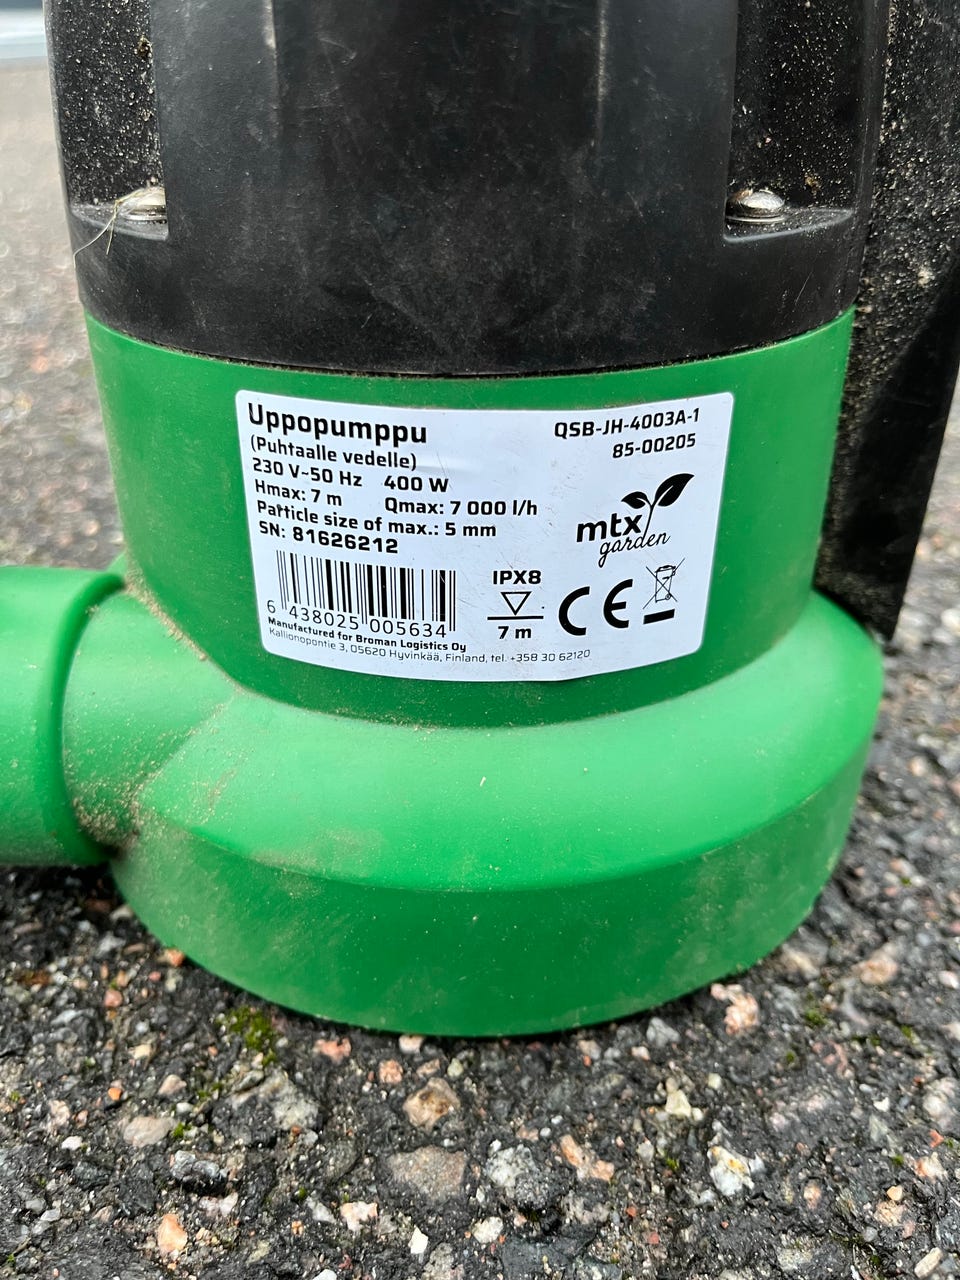 Uppopumppu
(Puhtaalle vedelle)
230 V~50 Hz 400 W
Hmax: 7 m Qmax: 7 000 l/h
Patticle size of max.: 5 mm
SN: 81626212
QSB-JH-4003A-1
85-00205
mtx
garden
IPX8
7 m
CE
6 438025 005634
Manufactured for Broman Logistics Oy
Kallionopontie 3, 05620 Hyvinkää, Finland, tel. +358 30 62120